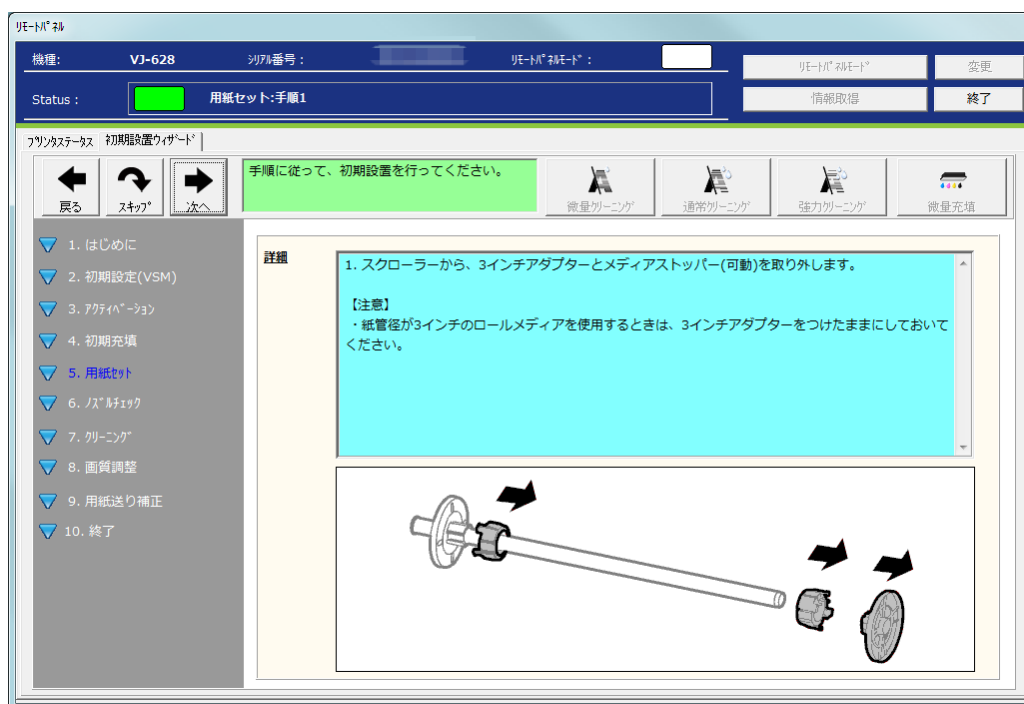 ﾘﾓｰﾄﾊﾟﾈﾙ
機種: VJ-628 ｼﾘｱﾙ番号： ﾘﾓｰﾄﾊﾟﾈﾙﾓｰﾄﾞ：
ﾘﾓｰﾄﾊﾟﾈﾙﾓｰﾄﾞ 変更
Status： 用紙セット:手順1
情報取得 終了
ﾌﾟﾘﾝﾀｽﾃｰﾀｽ 初期設置ｳｨｻﾞｰﾄﾞ
戻る ｽｷｯﾌﾟ 次へ
手順に従って、初期設置を行ってください。
微量ｸﾘｰﾆﾝｸﾞ 通常ｸﾘｰﾆﾝｸﾞ 強力ｸﾘｰﾆﾝｸﾞ 微量充填
1. はじめに
2. 初期設定(VSM)
3. ｱｸﾃｨﾍﾞｰｼｮﾝ
4. 初期充填
5. 用紙ｾｯﾄ
6. ﾉｽﾞﾙﾁｪｯｸ
7. ｸﾘｰﾆﾝｸﾞ
8. 画質調整
9. 用紙送り補正
10. 終了
詳細
1. スクローラーから、3インチアダプターとメディアストッパー(可動)を取り外します。
【注意】
・紙管径が3インチのロールメディアを使用するときは、3インチアダプターをつけたままにしておいて
ください。